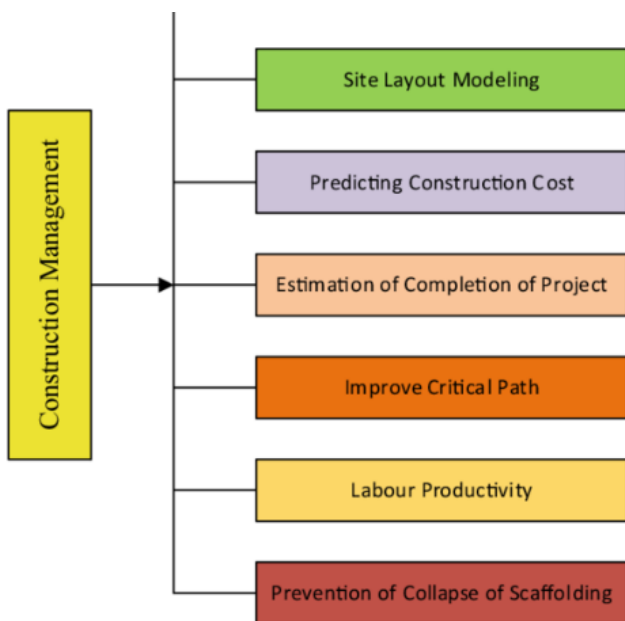 Construction Management
Site Layout Modeling
Predicting Construction Cost
Estimation of Completion of Project
Improve Critical Path
Labour Productivity
Prevention of Collapse of Scaffolding